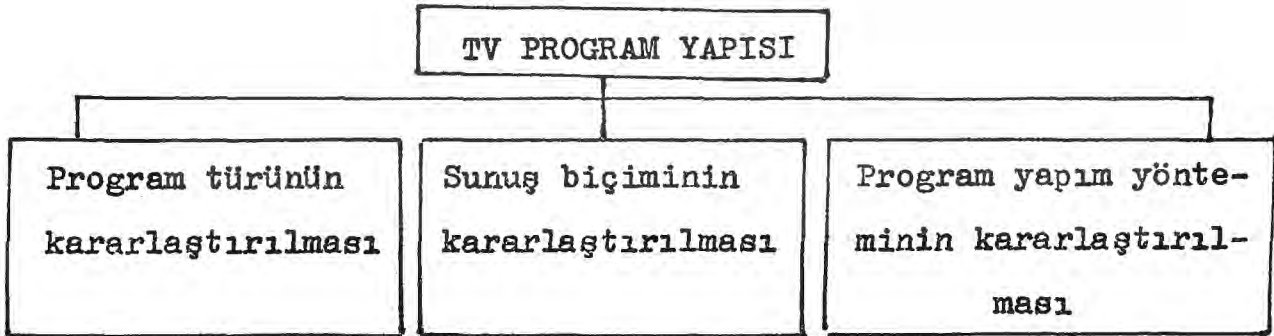 TV PROGRAM YAPISI
Program türünün
kararlaştırılması
Sunuş biçiminin
kararlaştırılması
Program yapım yönte-
minin kararlaştırıl-
ması